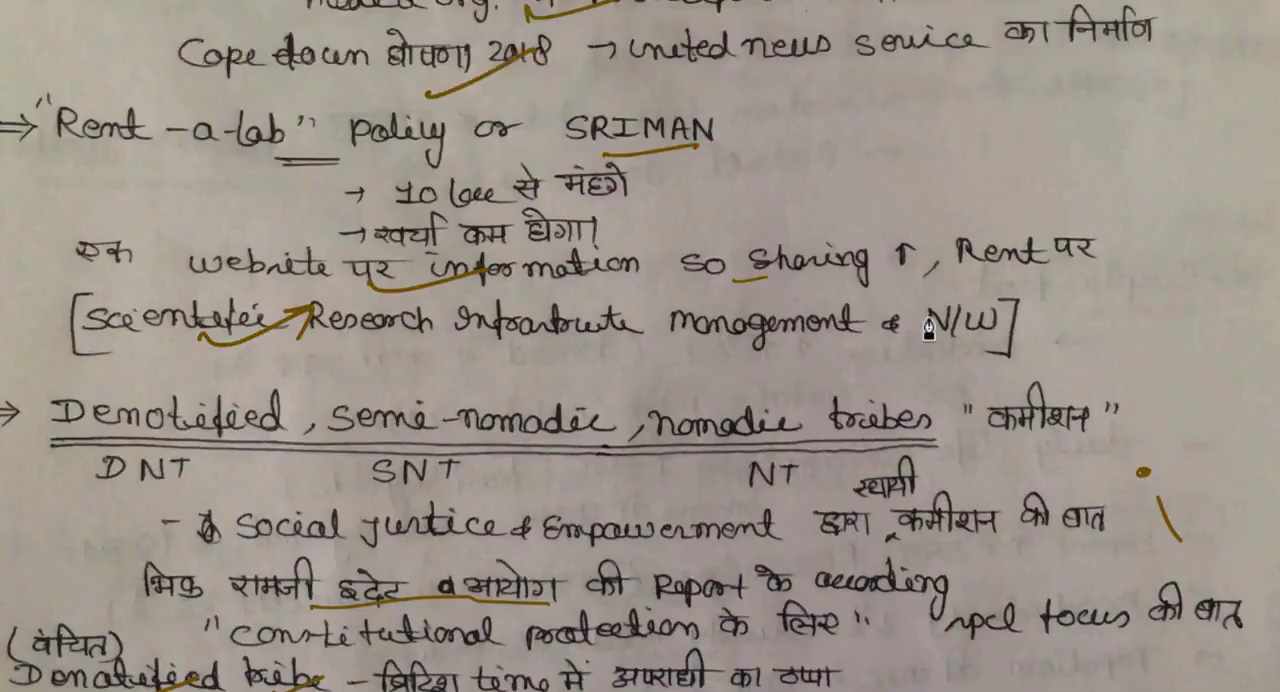 Cope town घोषणा 2018 → united news service का निर्माण
⇒ "Rent-a-lab" policy or SRIMAN
→ 10 lac से मंहगे
→ खर्चा कम होगा।
एक website पर information so sharing ↑, Rent पर
[Scientific Research Infrastrute management & N/W]
⇒ Denotified, semi-nomadic, nomadic tribes "कमीशन"
DNT SNT NT
स्थायी
- social justice & Empowerment द्वारा कमीशन की बात
भिकु रामजी इदेट आयोग की Report के according
"constitutional protection के लिए" spcl focus की बात
(वंचित)
Denotified tribe - ब्रिटिश time में अपराधी का ठप्पा